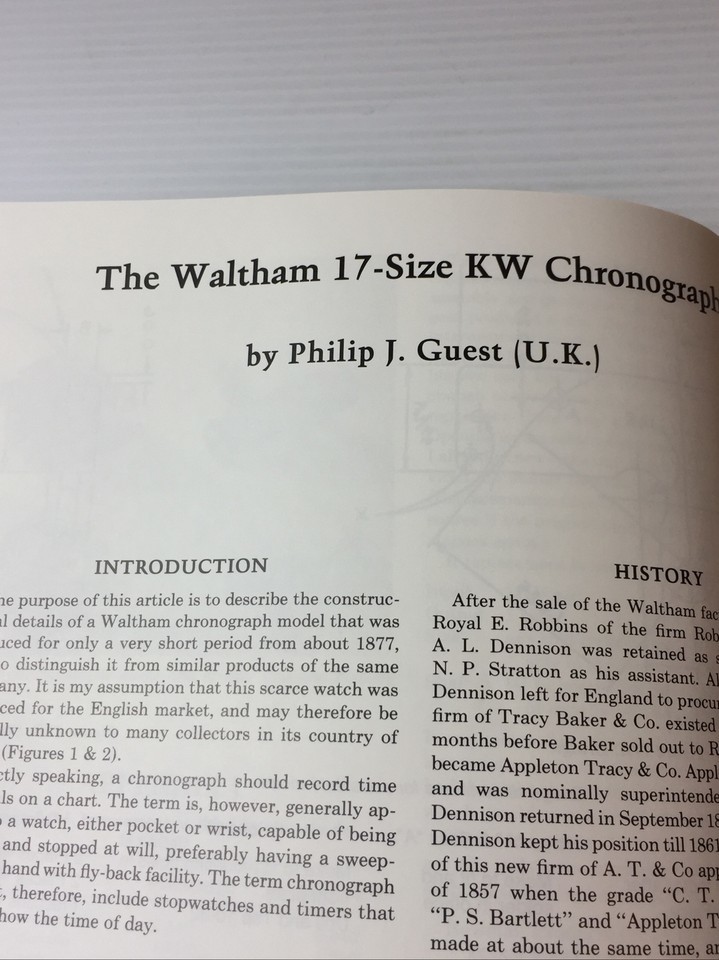 The Waltham 17-Size KW Chronograph
by Philip J. Guest (U.K.)
INTRODUCTION
purpose of this article is to describe the construc-
details of a Waltham chronograph model that was
for only a very short period from about 1877,
distinguish it from similar products of the same
It is my assumption that this scarce watch was
for the English market, and may therefore be
unknown to many collectors in its country of
(Figures 1 & 2).
speaking, a chronograph should record time
on a chart. The term is, however, generally ap-
a watch, either pocket or wrist, capable of being
and stopped at will, preferably having a sweep-
hand with fly-back facility. The term chronograph
therefore, include stopwatches and timers that
how the time of day.
HISTORY
After the sale of the Waltham fac
Royal E. Robbins of the firm Rob
A. L. Dennison was retained as s
N. P. Stratton as his assistant.
Dennison left for England to procu
firm of Tracy Baker & Co. existed
months before Baker sold out to R
became Appleton Tracy & Co. Appl
and was nominally superintende
Dennison returned in September 18
Dennison kept his position till 1861
of this new firm of A. T. & Co app
of 1857 when the grade “C. T.
“P. S. Bartlett” and “Appleton T
made at about the same time, an